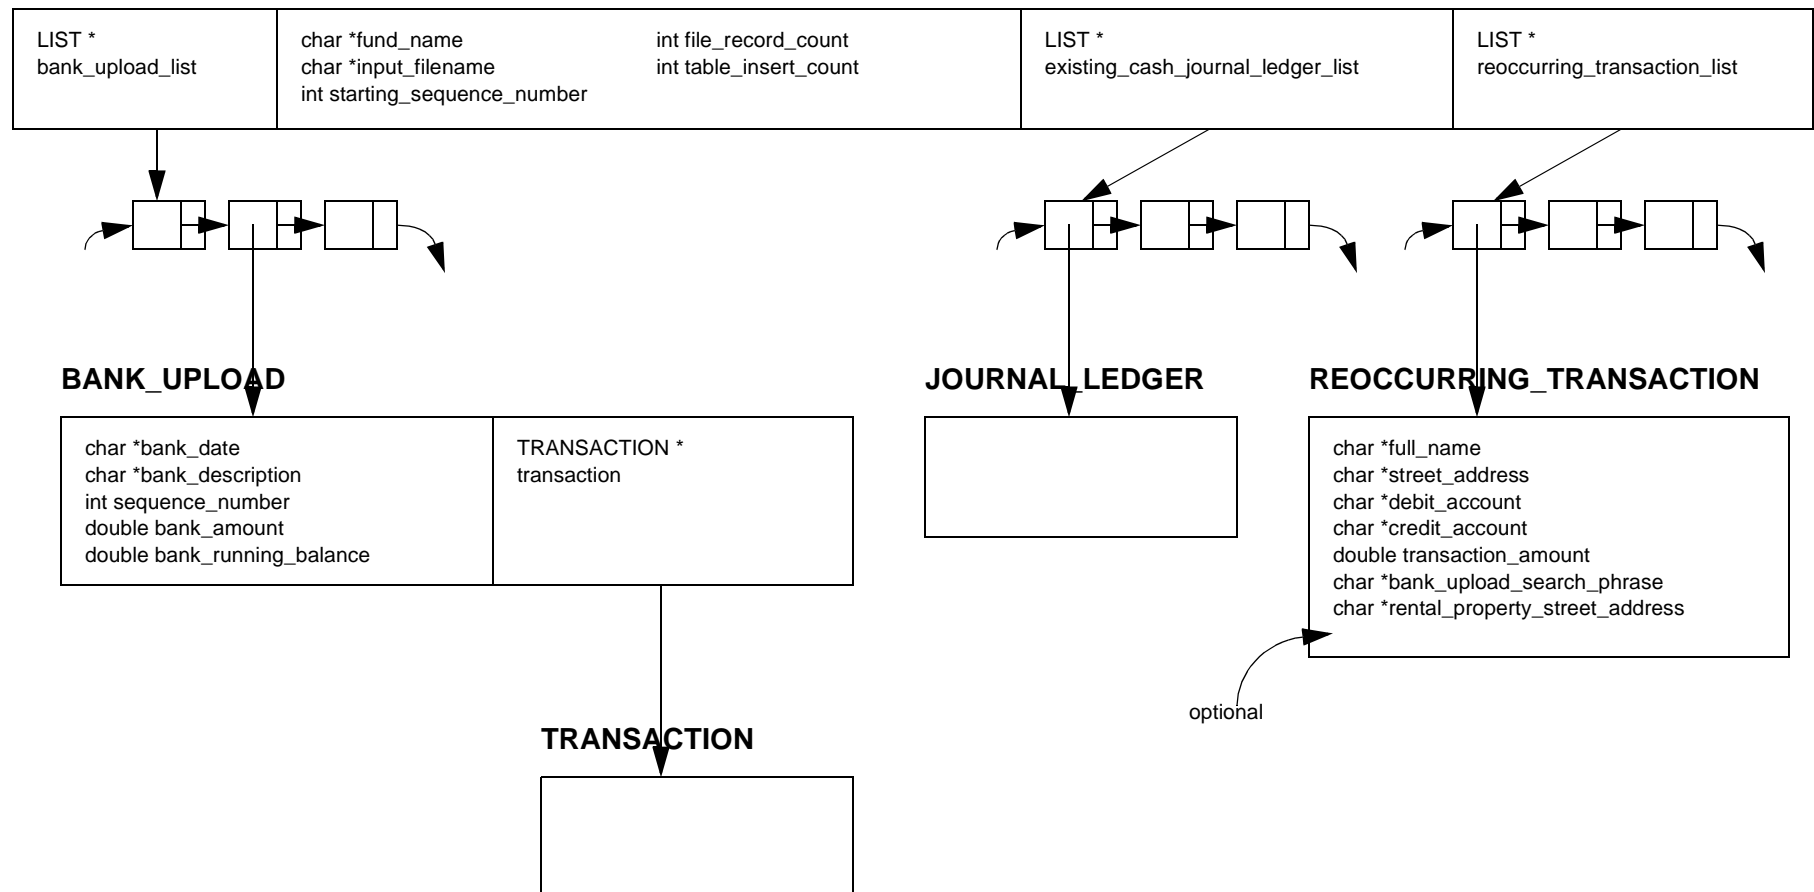 LIST *
bank_upload_list
char *fund_name
char *input_filename
int starting_sequence_number
int file_record_count
int table_insert_count
LIST *
existing_cash_journal_ledger_list
LIST *
reoccurring_transaction_list
BANK_UPLOAD
char *bank_date
char *bank_description
int sequence_number
double bank_amount
double bank_running_balance
TRANSACTION *
transaction
JOURNAL_LEDGER
REOCCURRING_TRANSACTION
char *full_name
char *street_address
char *debit_account
char *credit_account
double transaction_amount
char *bank_upload_search_phrase
char *rental_property_street_address
optional
TRANSACTION